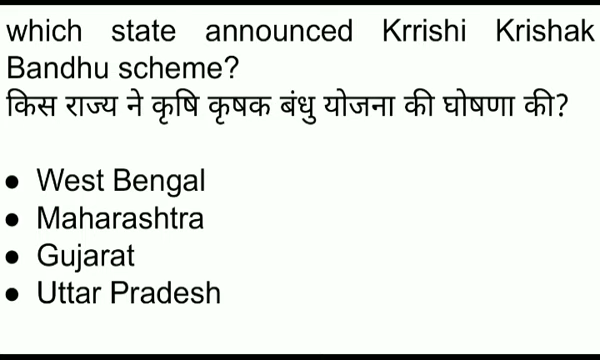 which state announced Krrishi Krishak
Bandhu scheme?
किस राज्य ने कृषि कृषक बंधु योजना की घोषणा की?
● West Bengal
● Maharashtra
● Gujarat
● Uttar Pradesh